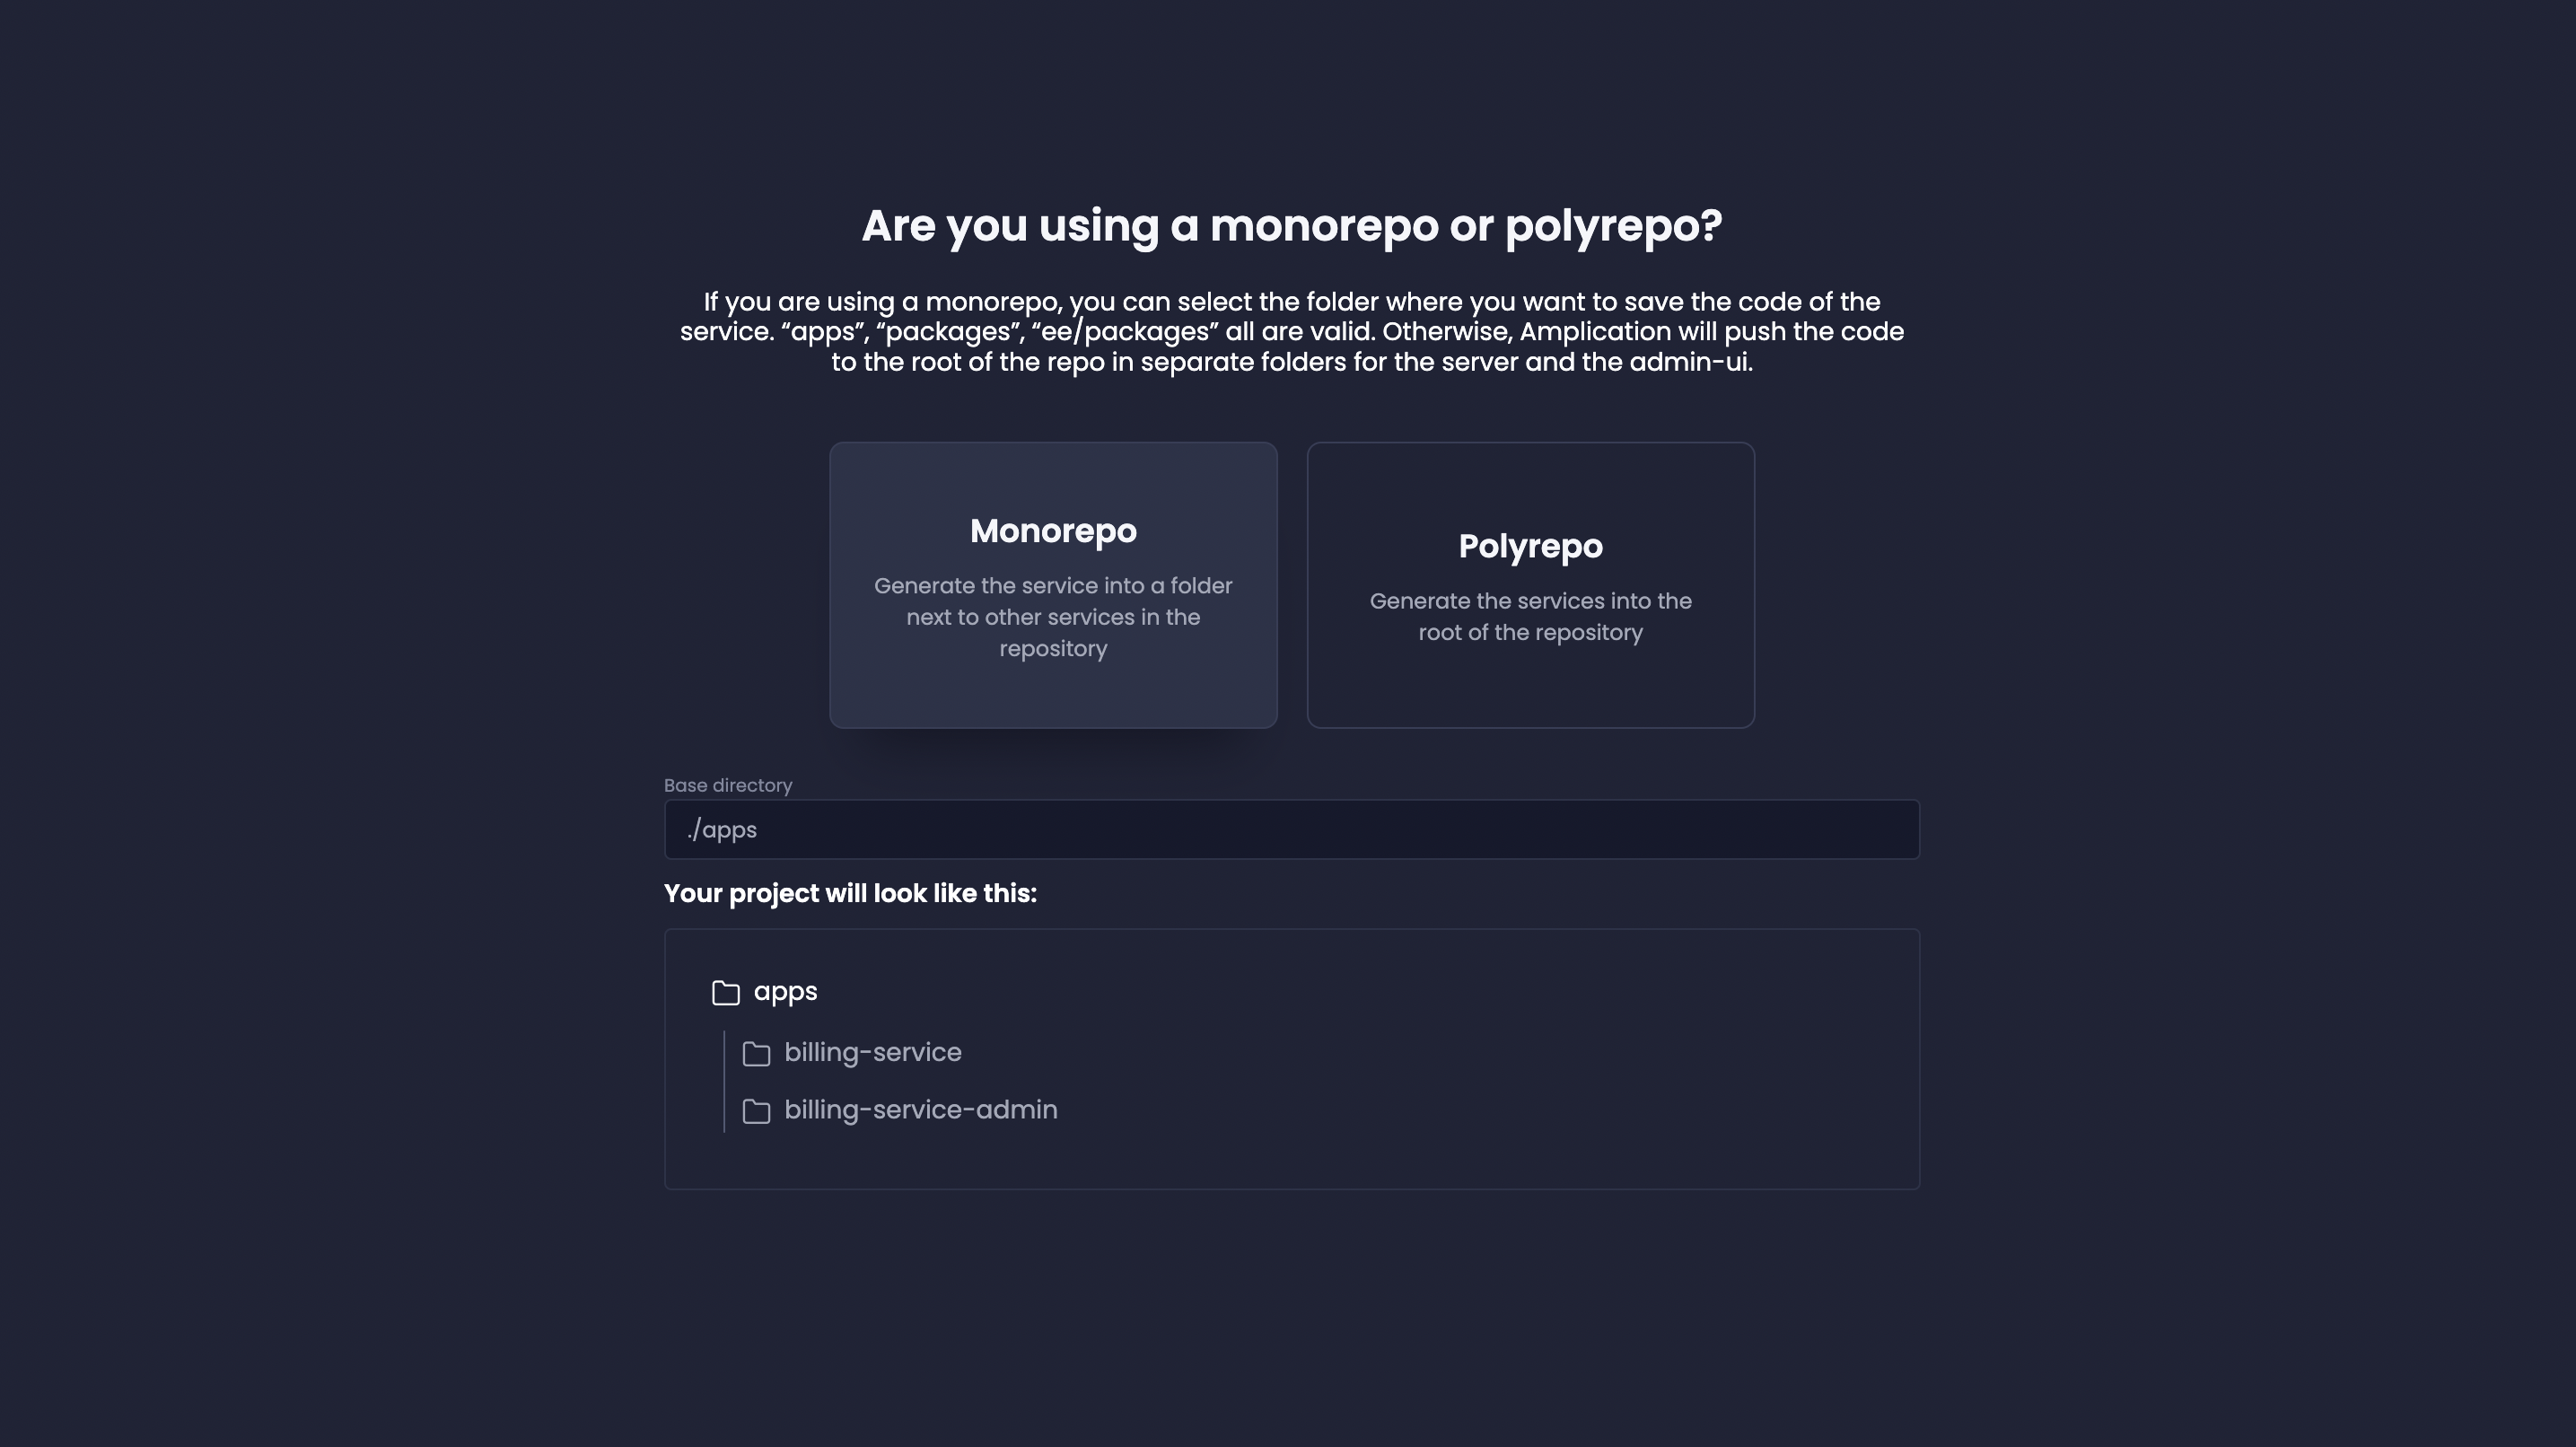 Are you using a monorepo or polyrepo?
If you are using a monorepo, you can select the folder where you want to save the code of the
service. “apps”, “packages”, “ee/packages” all are valid. Otherwise, Amplication will push the code
to the root of the repo in separate folders for the server and the admin-ui.
Monorepo
Generate the service into a folder
next to other services in the
repository
Polyrepo
Generate the services into the
root of the repository
Base directory
./apps
Your project will look like this:
apps
billing-service
billing-service-admin